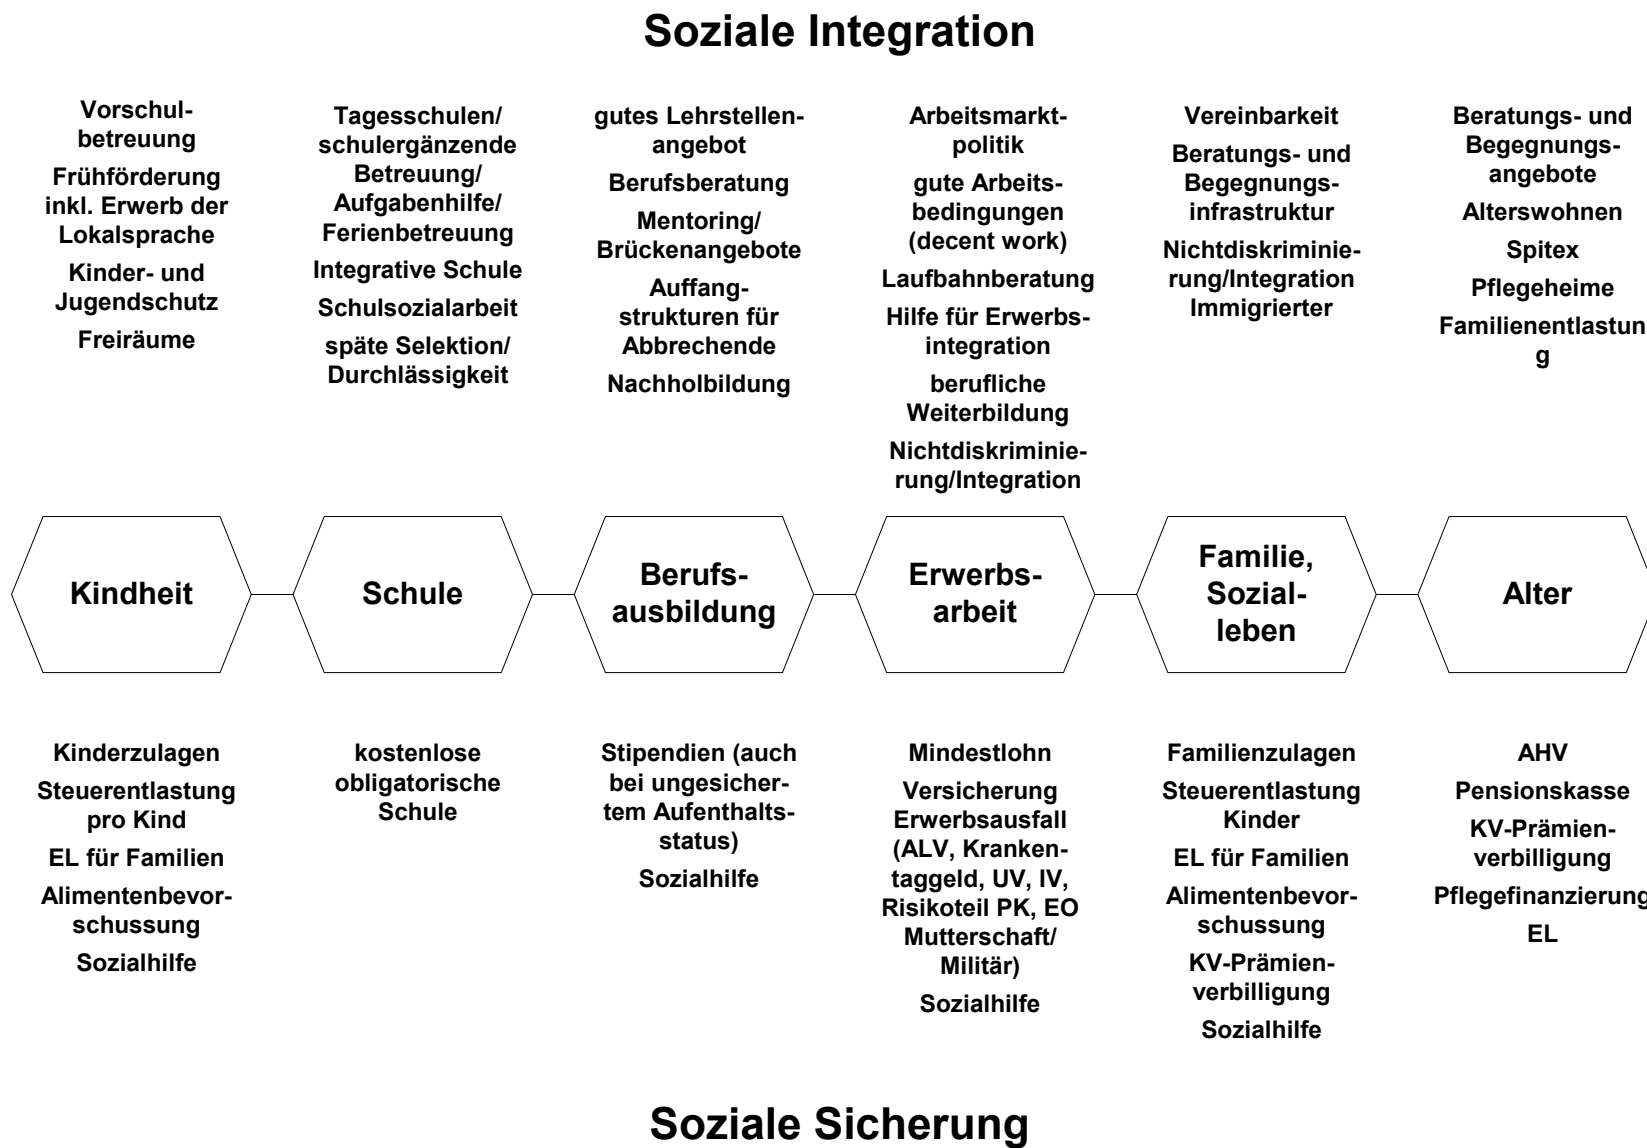 Soziale Integration
Vorschul-
betreuung
Frühförderung
inkl. Erwerb der
Lokalsprache
Kinder- und
Jugendschutz
Freiräume
Tagesschulen/
schulergänzende
Betreuung/
Aufgabenhilfe/
Ferienbetreuung
Integrative Schule
Schulsozialarbeit
späte Selektion/
Durchlässigkeit
gutes Lehrstellen-
angebot
Berufsberatung
Mentoring/
Brückenangebote
Auffang-
strukturen für
Abbrechende
Nachholbildung
Arbeitsmarkt-
politik
gute Arbeits-
bedingungen
(decent work)
Laufbahnberatung
Hilfe für Erwerbs-
integration
berufliche
Weiterbildung
Nichtdiskriminie-
rung/Integration
Vereinbarkeit
Beratungs- und
Begegnungs-
infrastruktur
Nichtdiskriminie-
rung/Integration
Immigrierter
Beratungs- und
Begegnungs-
angebote
Alterswohnen
Spitex
Pflegeheime
Familienentlastun
g
Kindheit
Schule
Berufs-
ausbildung
Erwerbs-
arbeit
Familie,
Sozial-
leben
Alter
Kinderzulagen
Steuerentlastung
pro Kind
EL für Familien
Alimentenbevor-
schussung
Sozialhilfe
kostenlose
obligatorische
Schule
Stipendien (auch
bei ungesicher-
tem Aufenthalts-
status)
Sozialhilfe
Mindestlohn
Versicherung
Erwerbsausfall
(ALV, Kranken-
taggeld, UV, IV,
Risikoteil PK, EO
Mutterschaft/
Militär)
Sozialhilfe
Familienzulagen
Steuerentlastung
Kinder
EL für Familien
Alimentenbevor-
schussung
KV-Prämien-
verbilligung
Sozialhilfe
AHV
Pensionskasse
KV-Prämien-
verbilligung
Pflegefinanzierung
EL
Soziale Sicherung